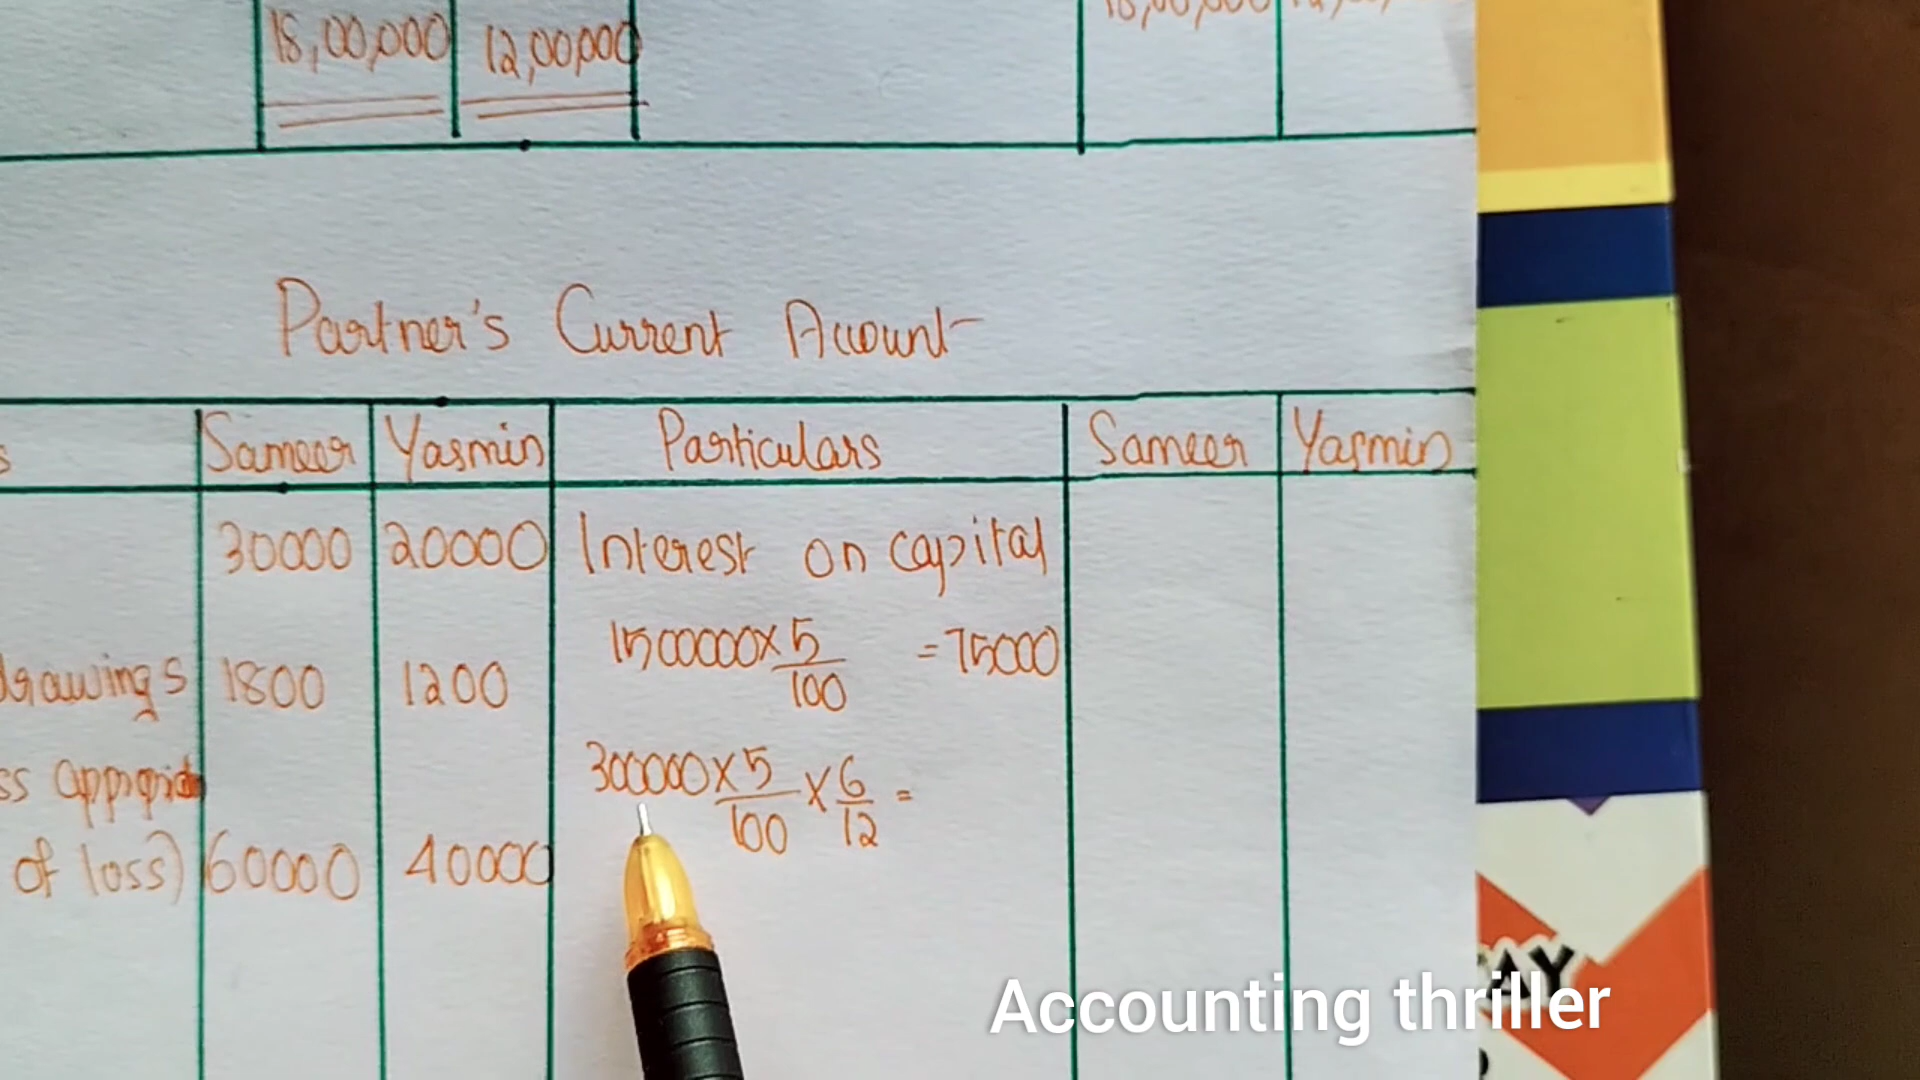 18,00,000 12,00,000
Partner's Current Account
Sameer Yasmin Particulars Sameer Yasmin
30000 20000 Interest on capital
1500000 × 5/100 = 75000
drawings 1800 1200
300000 × 5/100 × 6/12 =
of loss) 60000 40000
Accounting thriller